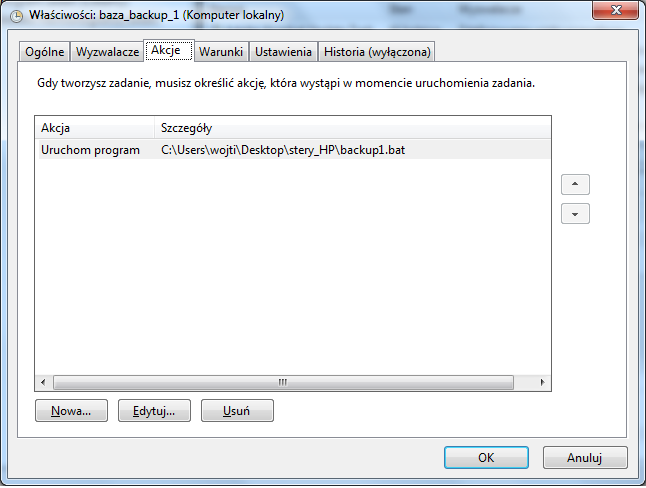 Właściwości: baza_backup_1 (Komputer lokalny)
Ogólne Wyzwalacze Akcje Warunki Ustawienia Historia (wyłączona)
Gdy tworzysz zadanie, musisz określić akcję, która wystąpi w momencie uruchomienia zadania.
Akcja Szczegóły
Uruchom program C:\Users\wojti\Desktop\stery_HP\backup1.bat
Nowa... Edytuj... Usuń
OK Anuluj